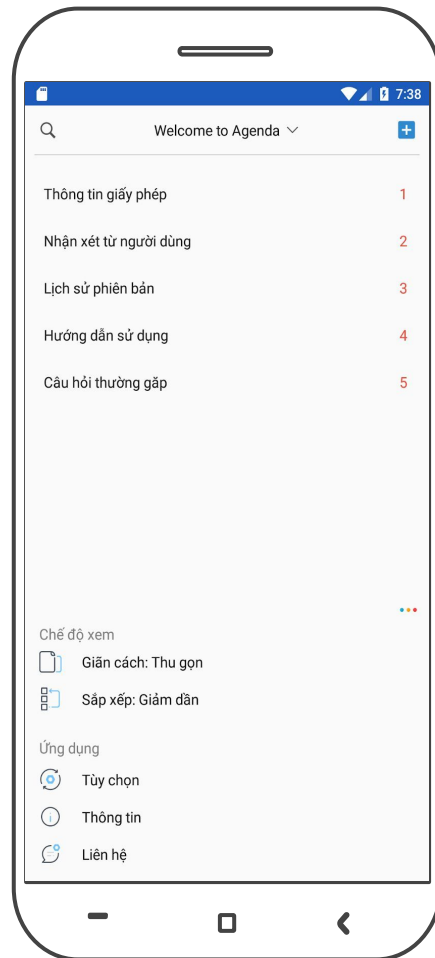 7:38
Welcome to Agenda
Thông tin giấy phép 1
Nhận xét từ người dùng 2
Lịch sử phiên bản 3
Hướng dẫn sử dụng 4
Câu hỏi thường gặp 5
Chế độ xem
Giãn cách: Thu gọn
Sắp xếp: Giảm dần
Ứng dụng
Tùy chọn
Thông tin
Liên hệ